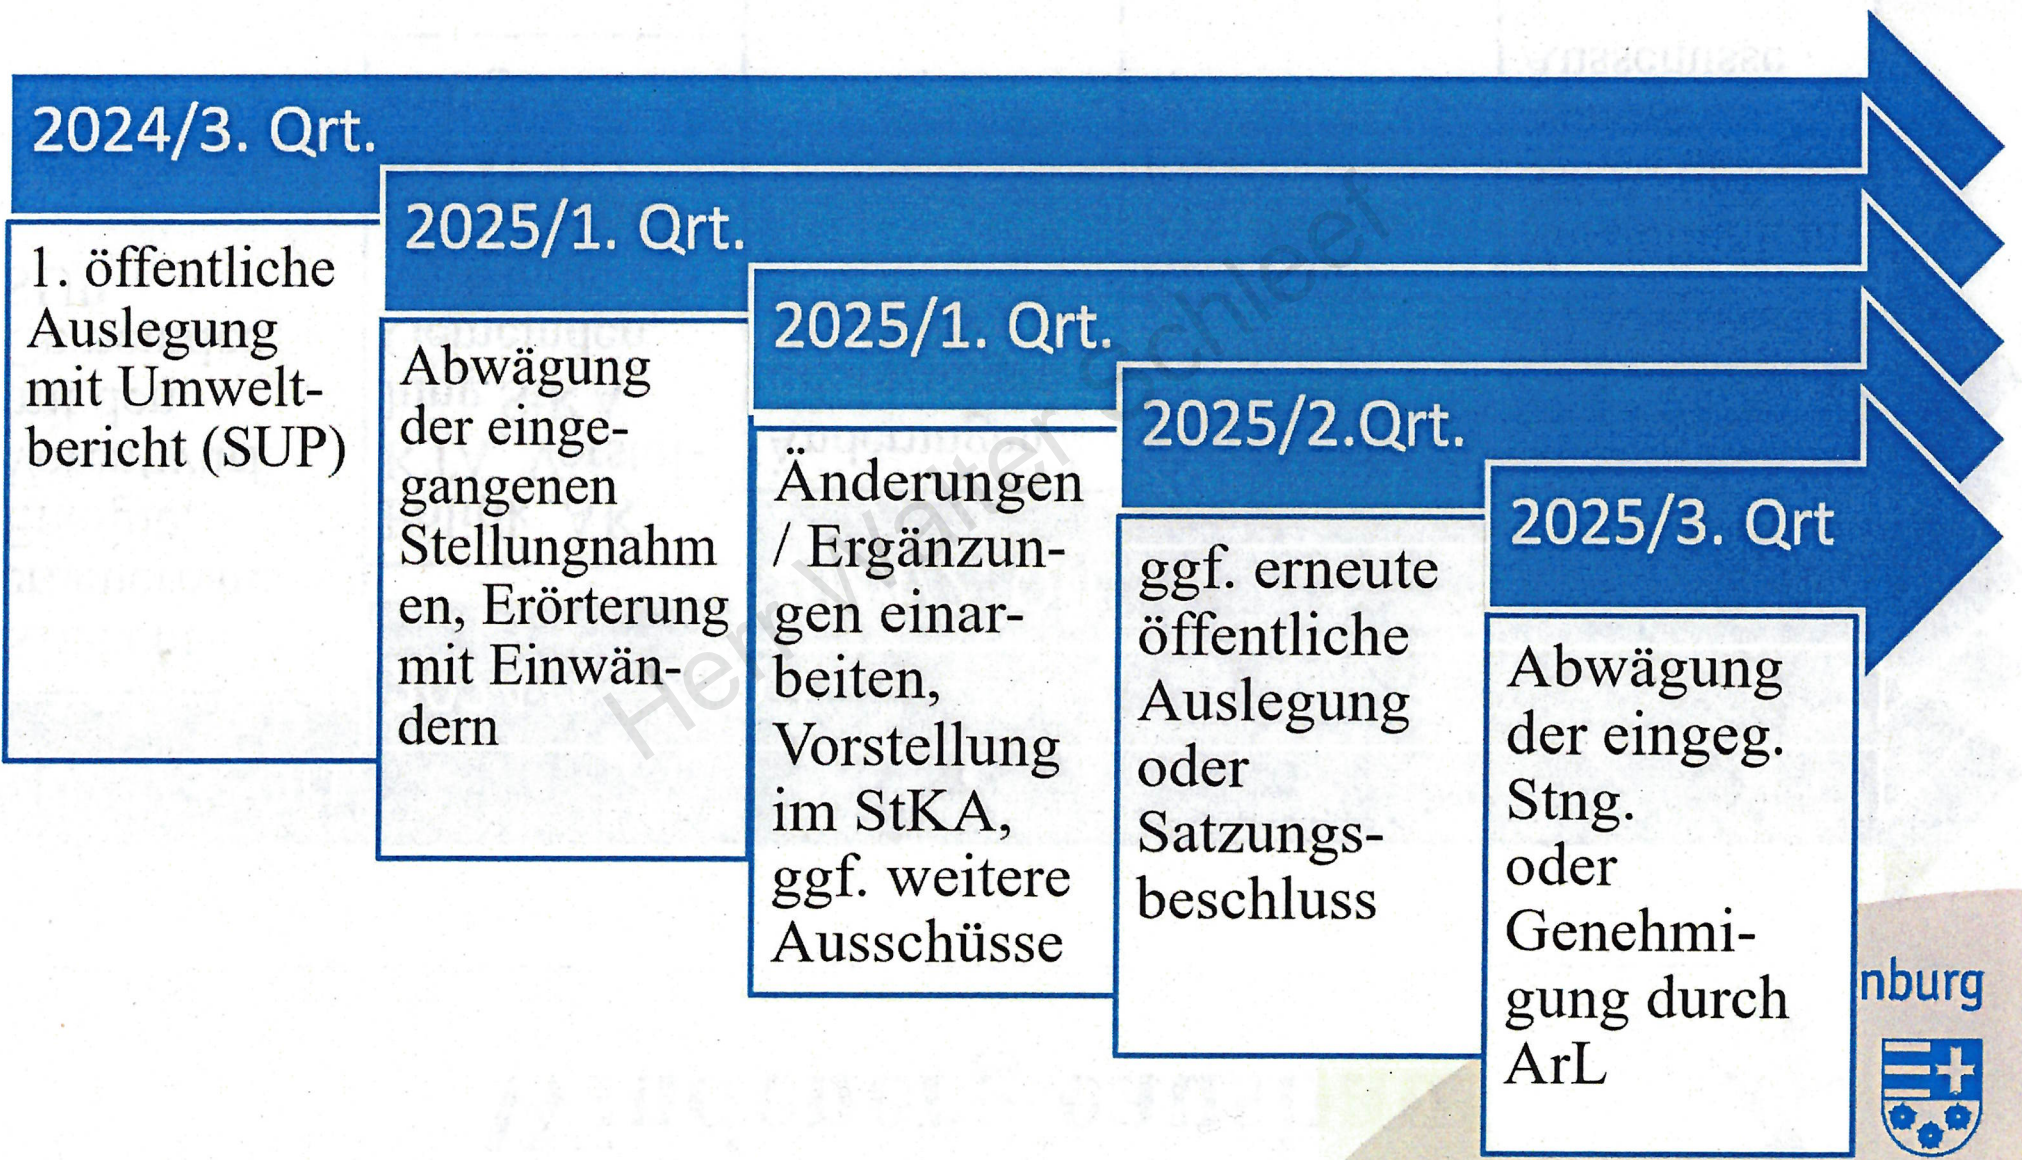 2024/3. Qrt.
1. öffentliche
Auslegung
mit Umwelt-
bericht (SUP)
2025/1. Qrt.
Abwägung
der einge-
gangenen
Stellungnahm
en, Erörterung
mit Einwän-
dern
2025/1. Qrt.
Änderungen
/ Ergänzun-
gen einar-
beiten,
Vorstellung
im StKA,
ggf. weitere
Ausschüsse
2025/2.Qrt.
ggf. erneute
öffentliche
Auslegung
oder
Satzungs-
beschluss
2025/3. Qrt
Abwägung
der eingeg.
Stng.
oder
Genehmi-
gung durch
ArL
nburg
Herr Walter Schleef